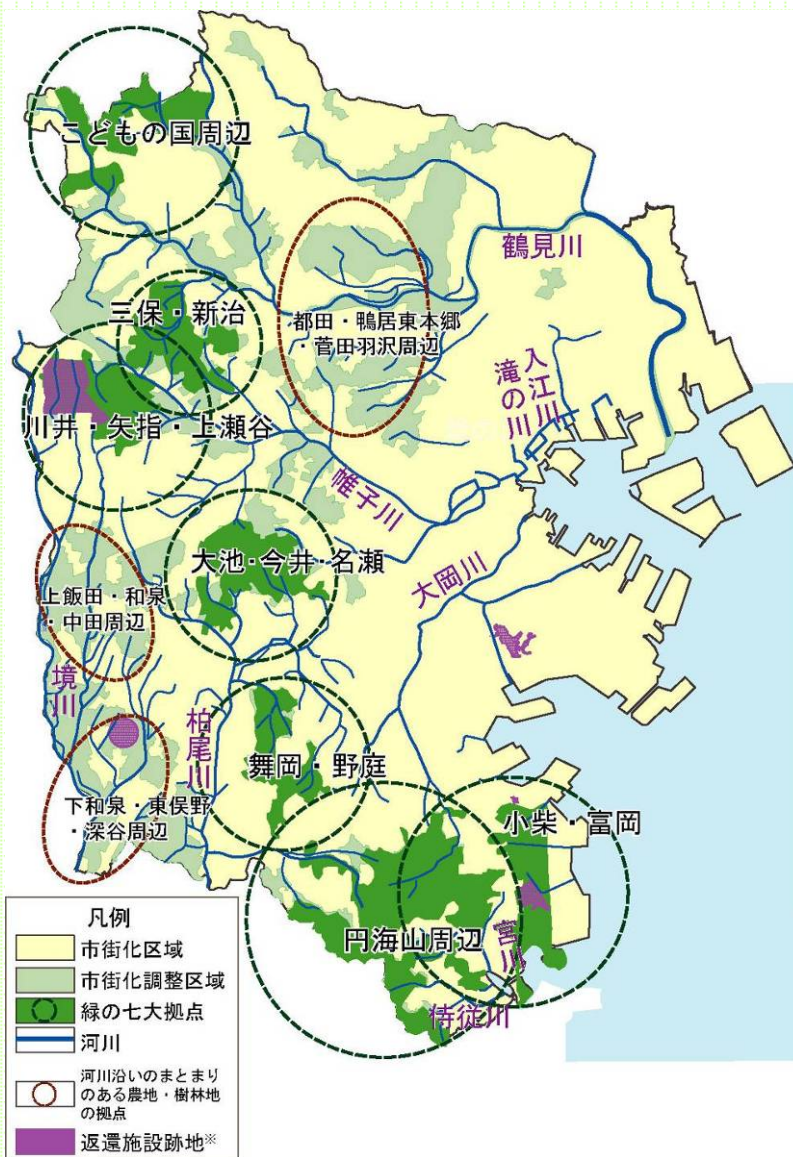 こどもの国周辺
鶴見川
三保・新治
都田・鴨居東本郷
・菅田羽沢周辺
入江川
滝の川
川井・矢指・上瀬谷
帷子川
大池・今井・名瀬
大岡川
上飯田・和泉
・中田周辺
境川
柏尾川
舞岡・野庭
下和泉・東俣野
・深谷周辺
小柴・富岡
円海山周辺
宮川
侍従川
凡例
市街化区域
市街化調整区域
緑の七大拠点
河川
河川沿いのまとまり
のある農地・樹林地
の拠点
返還施設跡地※